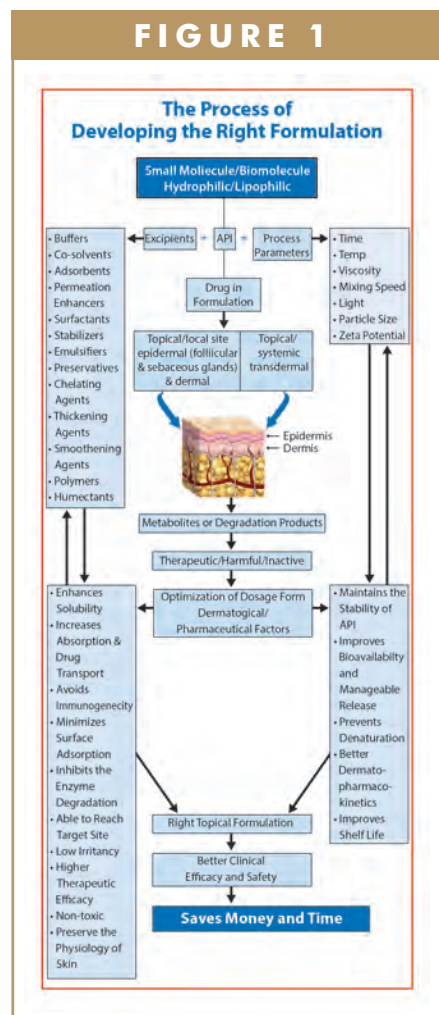 FIGURE 1
The Process of
Developing the Right Formulation
Small Moliecule/Biomolecule
Hydrophilic/Lipophilic
Excipients + API + Process
Parameters
• Buffers
• Co-solvents
• Adsorbents
• Permeation
Enhancers
• Surfactants
• Stabilizers
• Emulsifiers
• Preservatives
• Chelating
Agents
• Thickening
Agents
• Smoothening
Agents
• Polymers
• Humectants
• Time
• Temp
• Viscosity
• Mixing Speed
• Light
• Particle Size
• Zeta Potential
Drug in
Formulation
Topical/local site
epidermal (folliicular
& sebaceous glands)
& dermal
Topical/
systemic
transdermal
Epidermis
Dermis
Metabolites or Degradation Products
Therapeutic/Harmful/Inactive
Optimization of Dosage Form
Dermatogical/
Pharmaceutical Factors
• Enhances
Solubility
• Increases
Absorption &
Drug
Transport
• Avoids
Immunogenecity
• Minimizes
Surface
Adsorption
• Inhibits the
Enzyme
Degradation
• Able to Reach
Target Site
• Low Irritancy
• Higher
Therapeutic
Efficacy
• Non-toxic
• Preserve the
Physiology of
Skin
• Maintains the
Stability of
API
• Improves
Bioavailabilty
and
Manageable
Release
• Prevents
Denaturation
• Better
Dermato-
pharmaco-
kinetics
• Improves
Shelf Life
Right Topical Formulation
Better Clinical
Efficacy and Safety
Saves Money and Time